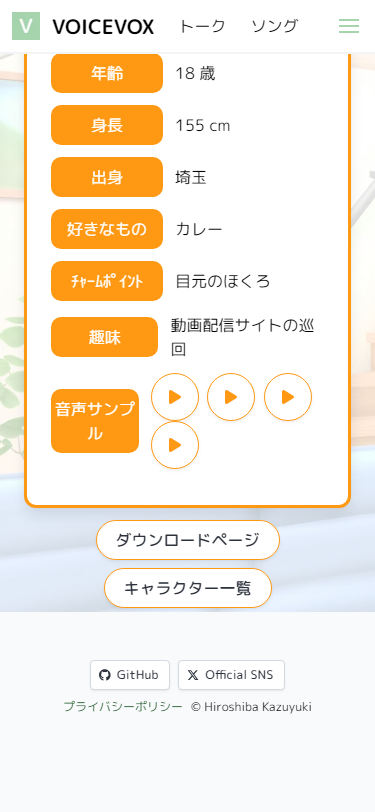 V VOICEVOX トーク ソング
年齢 18 歳
身長 155 cm
出身 埼玉
好きなもの カレー
ﾁｬｰﾑﾎﾟｲﾝﾄ 目元のほくろ
趣味 動画配信サイトの巡
回
音声サンプ
ル
ダウンロードページ
キャラクター一覧
GitHub Official SNS
プライバシーポリシー © Hiroshiba Kazuyuki